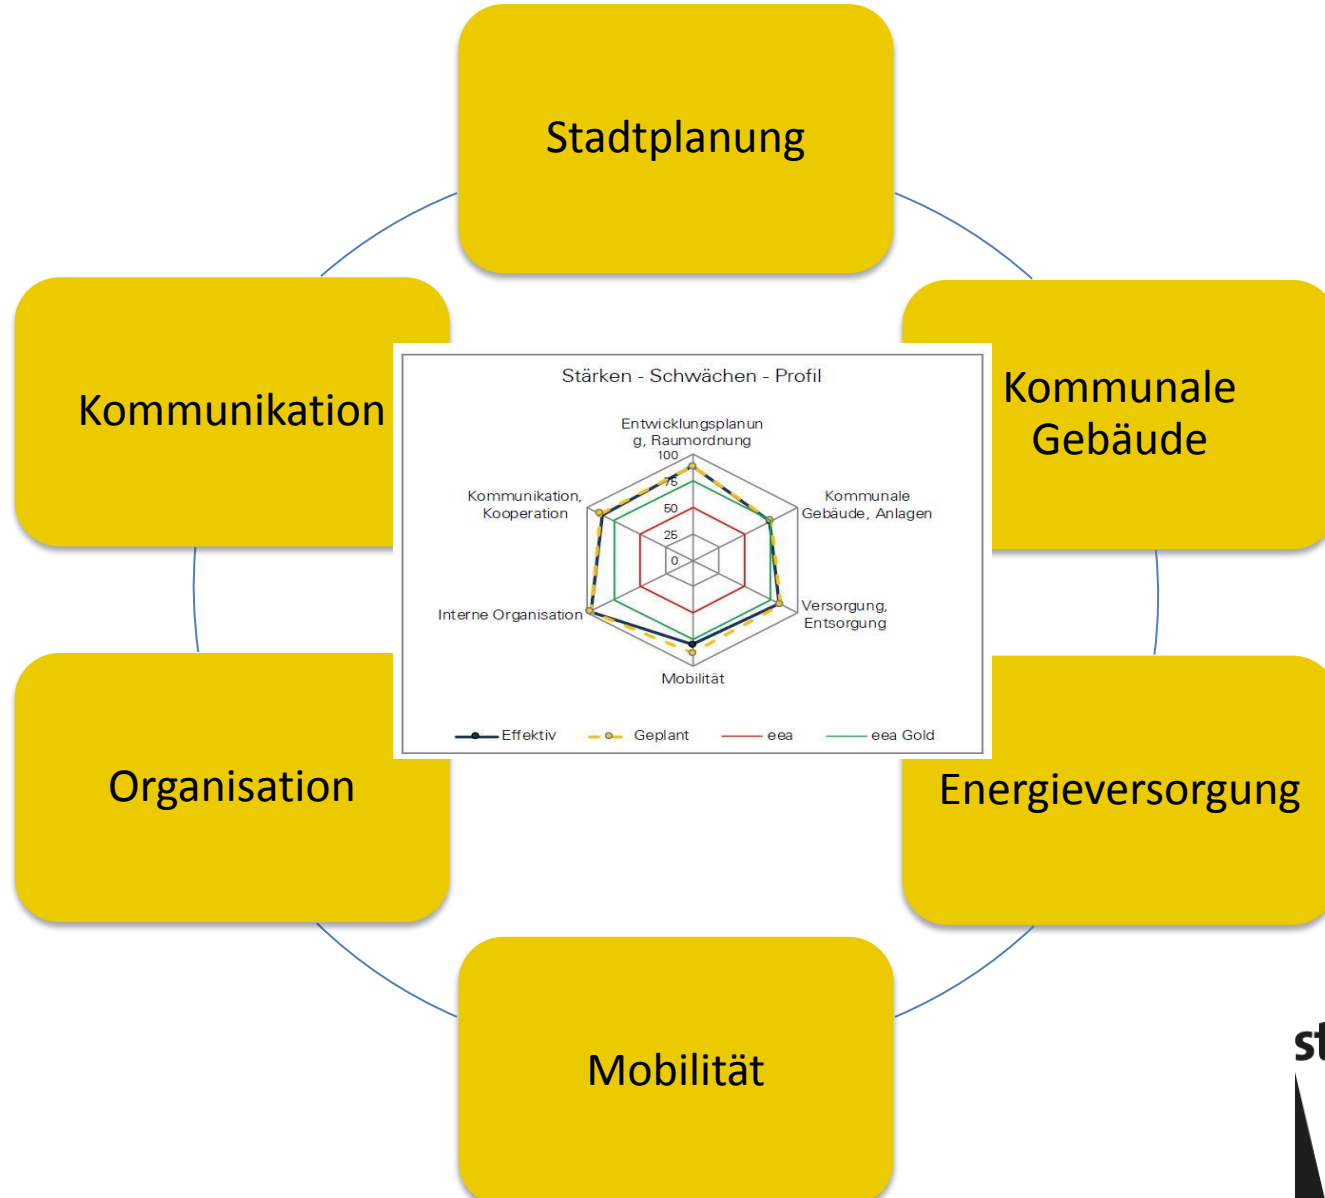 Stadtplanung
Kommunikation
Kommunale
Gebäude
Stärken - Schwächen - Profil
Entwicklungsplanun
g, Raumordnung
100
75
50
25
0
Kommunikation,
Kooperation
Kommunale
Gebäude, Anlagen
Interne Organisation
Versorgung,
Entsorgung
Mobilität
Effektiv
Geplant
eea
eea Gold
Organisation
Energieversorgung
Mobilität
st